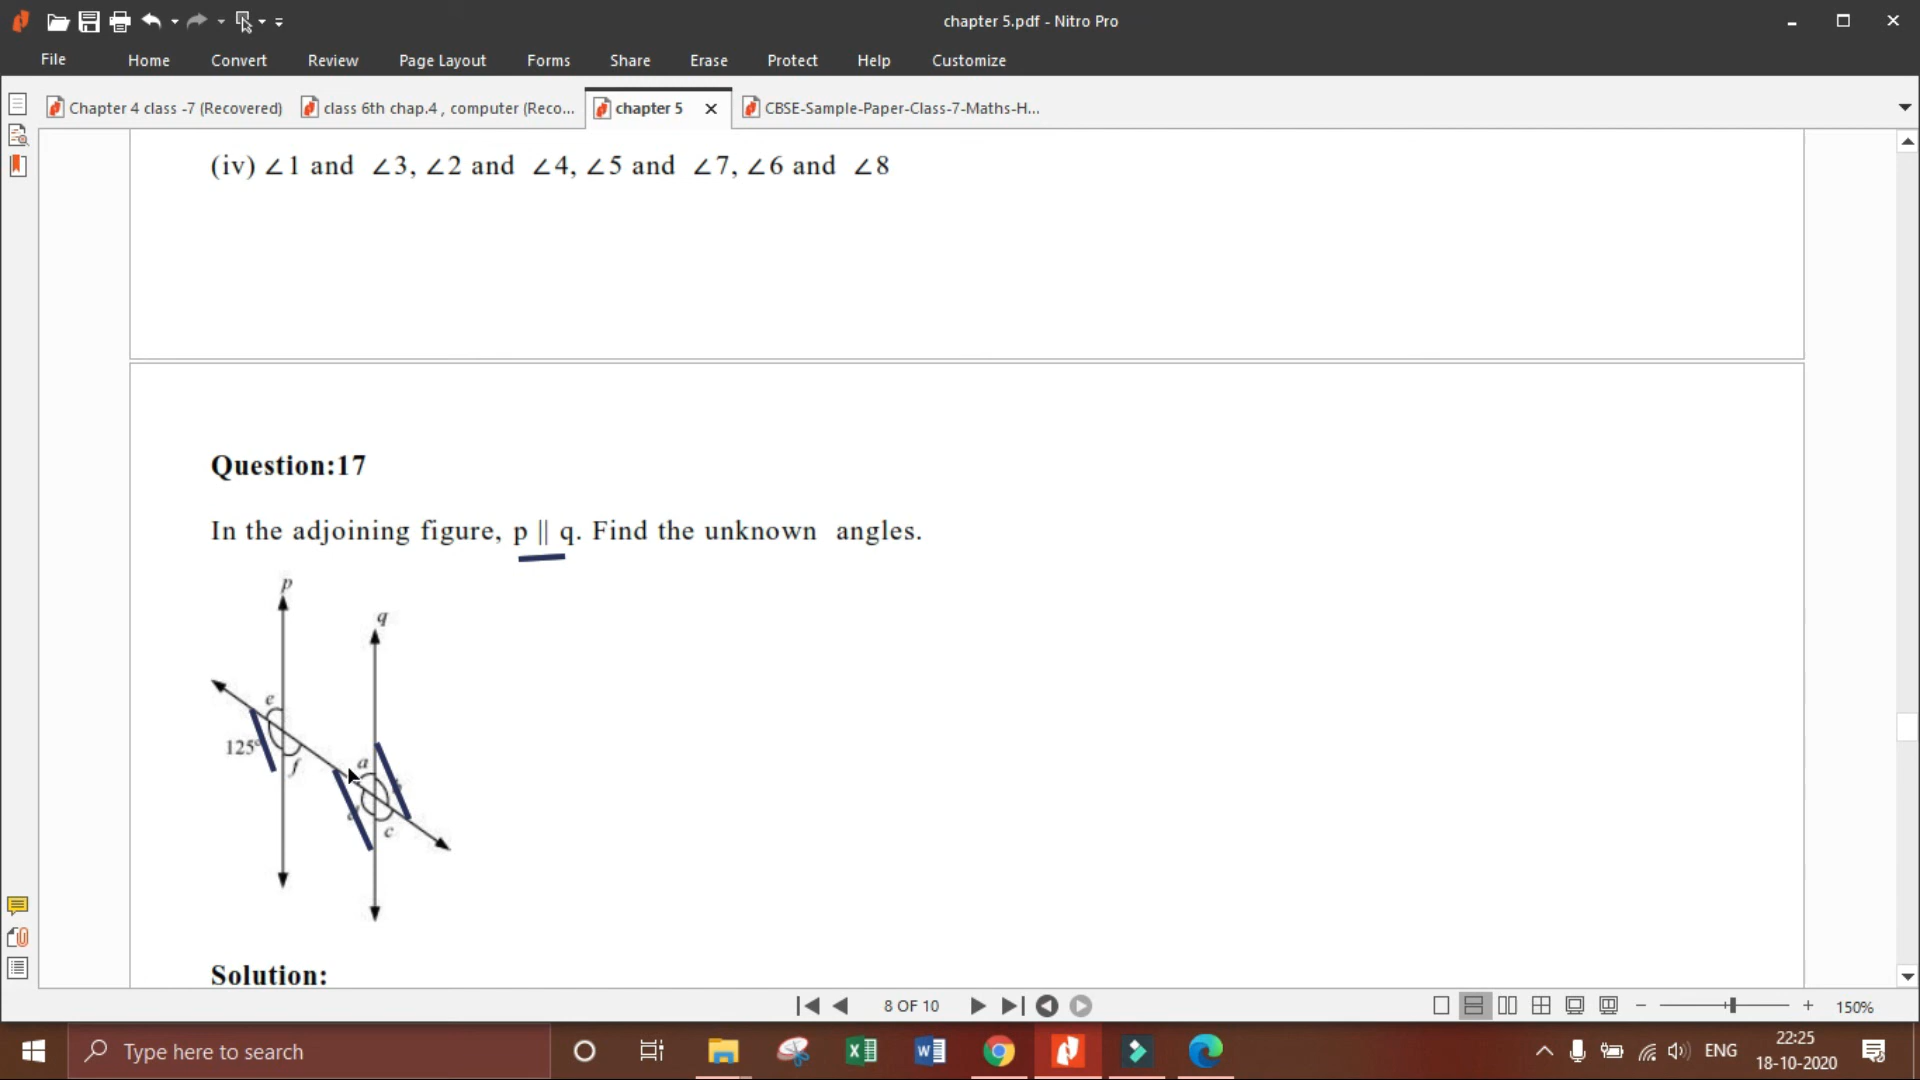 chapter 5.pdf - Nitro Pro
File Home Convert Review Page Layout Forms Share Erase Protect Help Customize
Chapter 4 class -7 (Recovered) class 6th chap.4 , computer (Reco... chapter 5 CBSE-Sample-Paper-Class-7-Maths-H...
(iv) ∠1 and ∠3, ∠2 and ∠4, ∠5 and ∠7, ∠6 and ∠8
Question:17
In the adjoining figure, p || q. Find the unknown angles.
p
q
e
125°
f
a
d
c
Solution:
8 OF 10
150%
Type here to search
ENG
22:25
18-10-2020